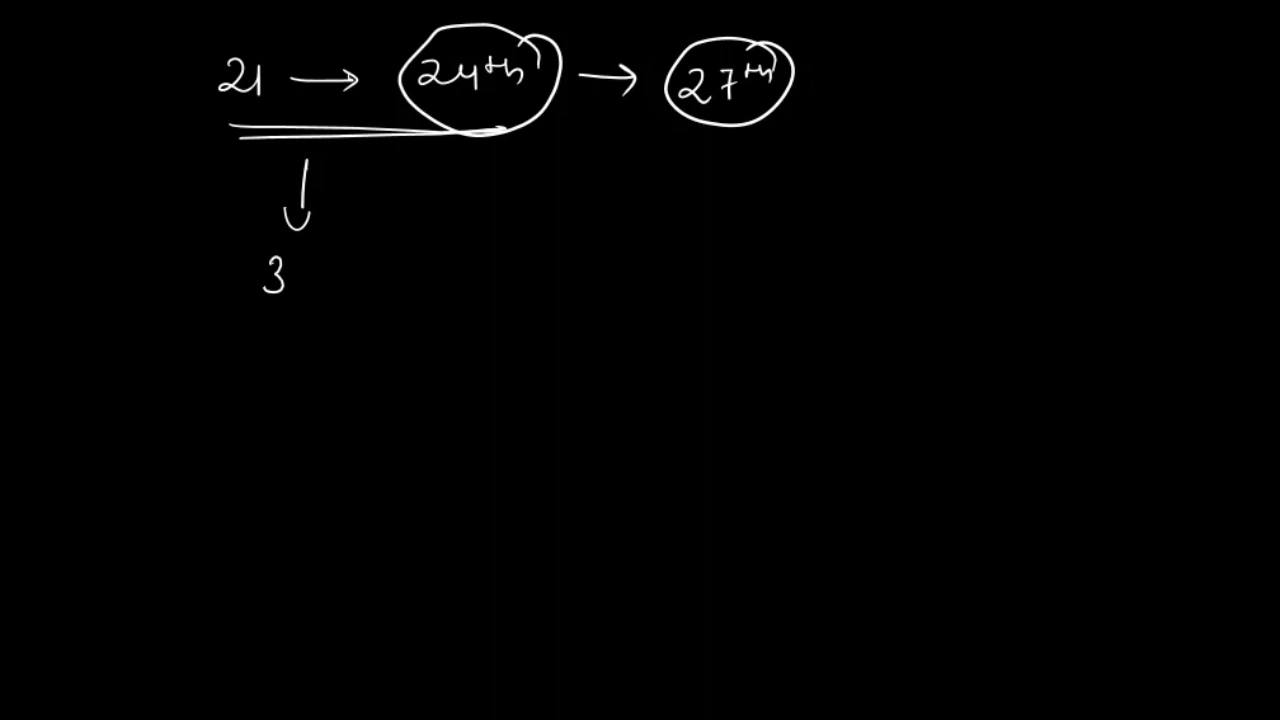 21 → 24th → 27th
3